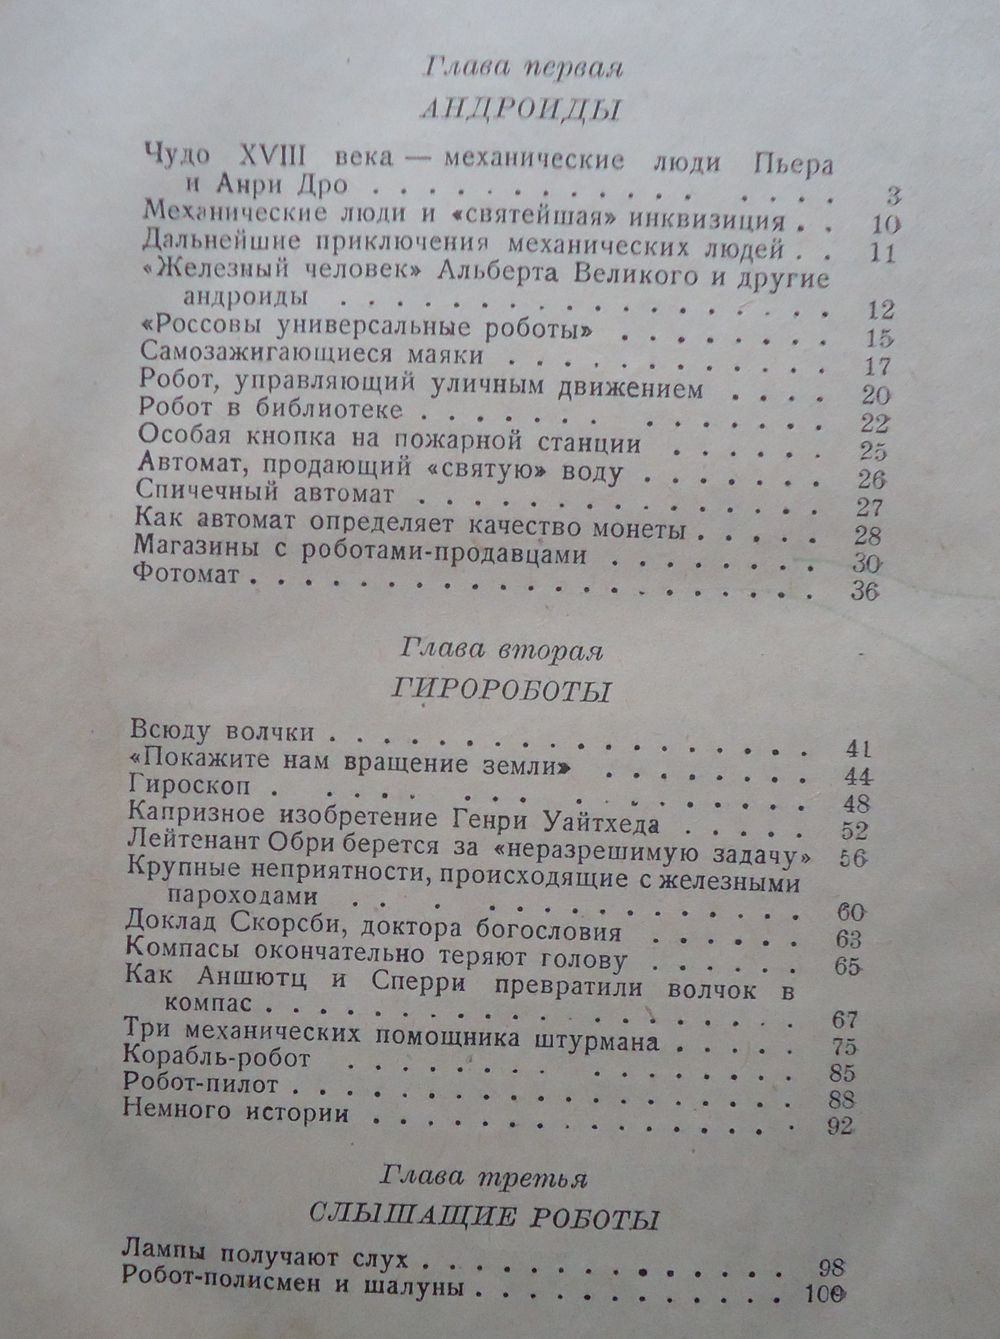 Глава первая
АНДРОИДЫ
Чудо XVIII века — механические люди Пьера
и Анри Дро . . . . . . . . . . . . . . . . 3
Механические люди и «святейшая» инквизиция . . 10
Дальнейшие приключения механических людей . . 11
«Железный человек» Альберта Великого и другие
андроиды . . . . . . . . . . . . . . . . . . 12
«Россовы универсальные роботы» . . . . . . . . 15
Самозажигающиеся маяки . . . . . . . . . . . . 17
Робот, управляющий уличным движением . . . . 20
Робот в библиотеке . . . . . . . . . . . . . . 22
Особая кнопка на пожарной станции . . . . . . 25
Автомат, продающий «святую» воду . . . . . . . 26
Спичечный автомат . . . . . . . . . . . . . . . 27
Как автомат определяет качество монеты . . . . . 28
Магазины с роботами-продавцами . . . . . . . . 30
Фотомат . . . . . . . . . . . . . . . . . . . . . 36
Глава вторая
ГИРОРОБОТЫ
Всюду волчки . . . . . . . . . . . . . . . . . . 41
«Покажите нам вращение земли» . . . . . . . . 44
Гироскоп . . . . . . . . . . . . . . . . . . 48
Капризное изобретение Генри Уайтхеда . . . . . 52
Лейтенант Обри берется за «неразрешимую задачу» 56
Крупные неприятности, происходящие с железными
пароходами . . . . . . . . . . . . . . . 60
Доклад Скорсби, доктора богословия . . . . . . 63
Компасы окончательно теряют голову . . . . . . 65
Как Аншютц и Сперри превратили волчок в
компас . . . . . . . . . . . . . . . . . . . 67
Три механических помощника штурмана . . . . . 75
Корабль-робот . . . . . . . . . . . . . . . . 85
Робот-пилот . . . . . . . . . . . . . . . . . . . 88
Немного истории . . . . . . . . . . . . . . . . 92
Глава третья
СЛЫШАЩИЕ РОБОТЫ
Лампы получают слух . . . . . . . . . . . . . . 98
Робот-полисмен и шалуны . . . . . . . . . . . . 100